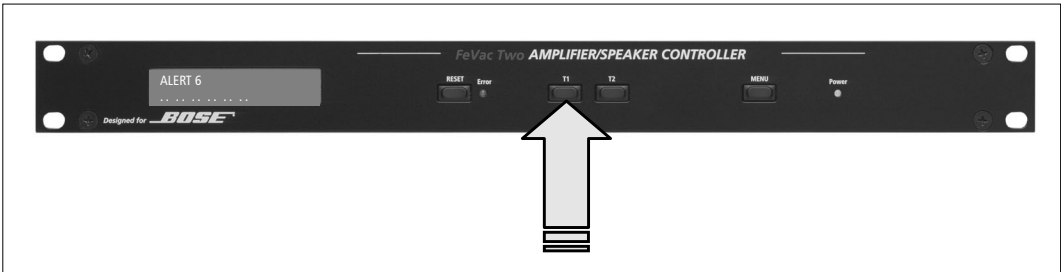 FeVac Two AMPLIFIER/SPEAKER CONTROLLER
ALERT 6
.. .. .. .. .. ..
RESET Error T1 T2 MENU Power
Designed for BOSE